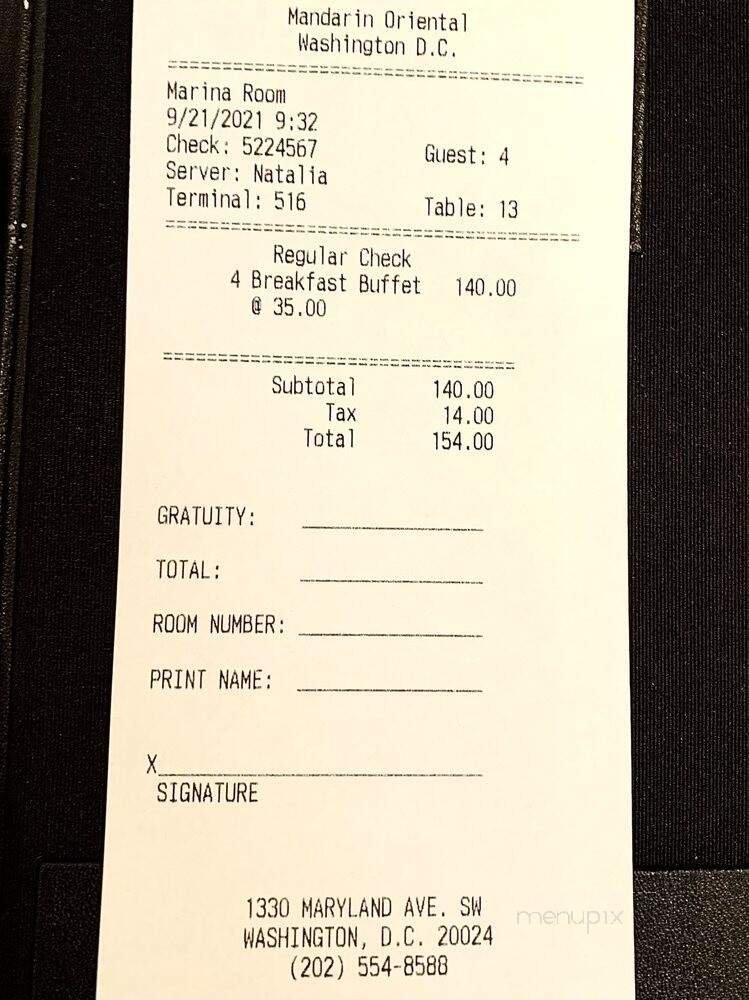 Mandarin Oriental
Washington D.C.
Marina Room
9/21/2021 9:32
Check: 5224567 Guest: 4
Server: Natalia
Terminal: 516 Table: 13
Regular Check
4 Breakfast Buffet 140.00
@ 35.00
Subtotal 140.00
Tax 14.00
Total 154.00
GRATUITY:
TOTAL:
ROOM NUMBER:
PRINT NAME:
X
SIGNATURE
1330 MARYLAND AVE. SW
WASHINGTON, D.C. 20024
(202) 554-8588
menupix